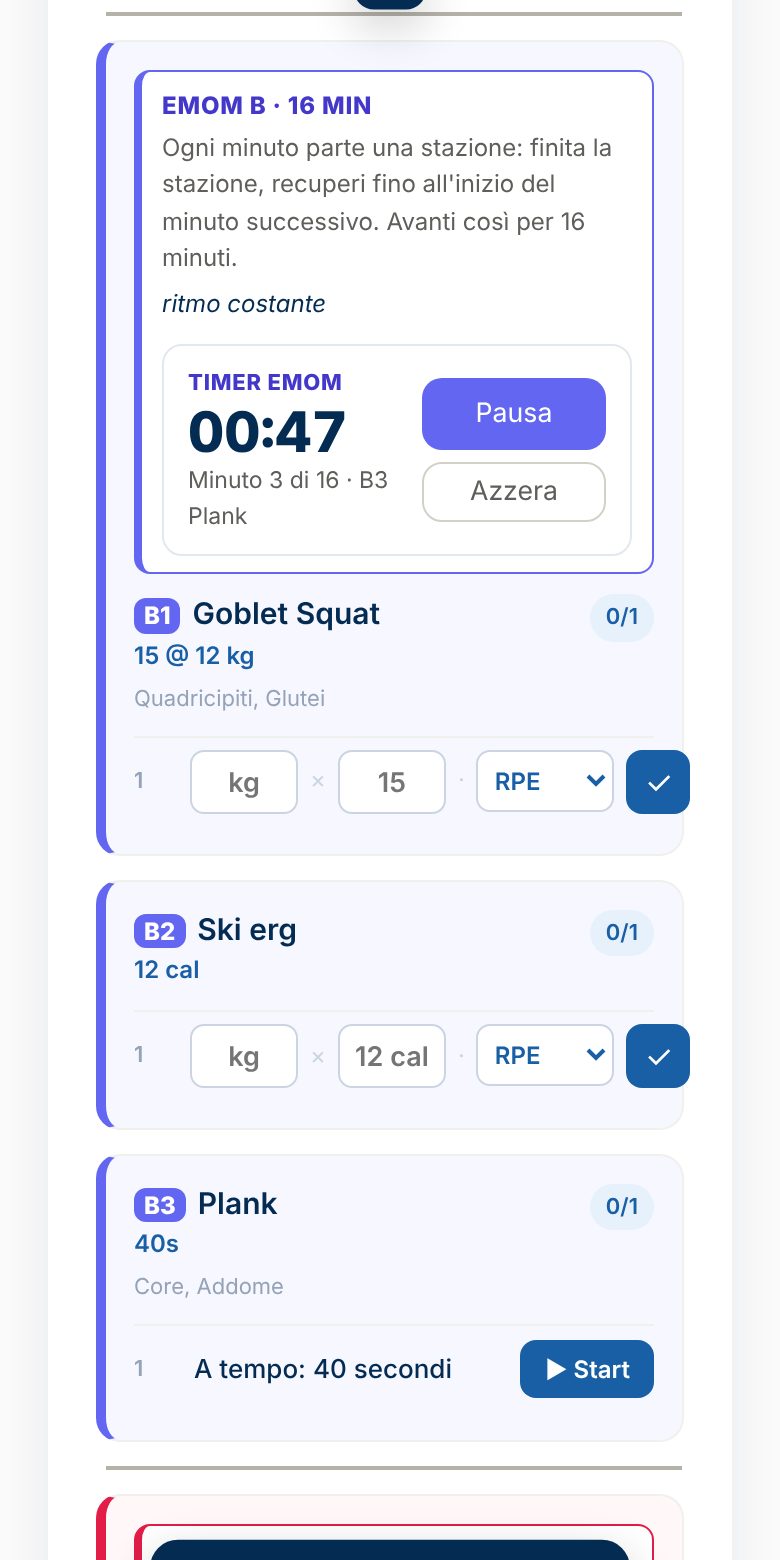 EMOM B · 16 MIN
Ogni minuto parte una stazione: finita la
stazione, recuperi fino all'inizio del
minuto successivo. Avanti così per 16
minuti.
ritmo costante
TIMER EMOM
00:47
Minuto 3 di 16 · B3
Plank
Pausa
Azzera
B1 Goblet Squat 0/1
15 @ 12 kg
Quadricipiti, Glutei
1 kg × 15 · RPE ✓
B2 Ski erg 0/1
12 cal
1 kg × 12 cal · RPE ✓
B3 Plank 0/1
40s
Core, Addome
1 A tempo: 40 secondi ▶ Start